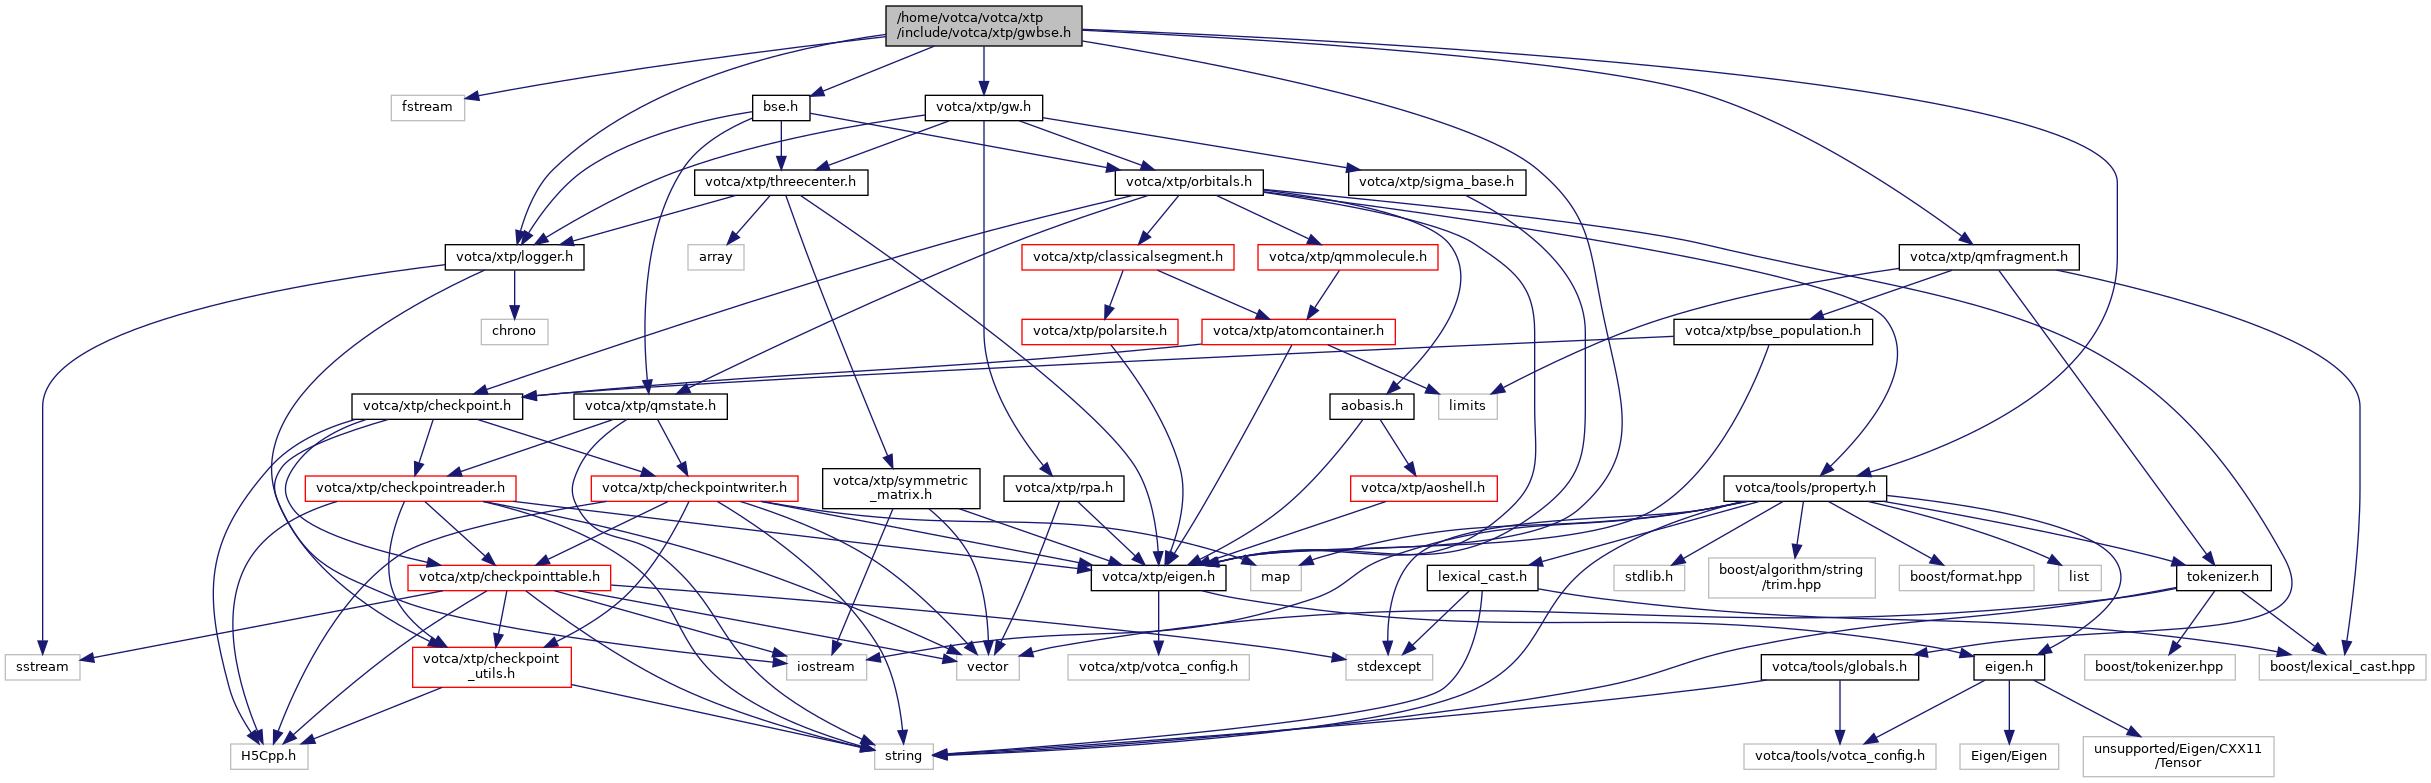 /home/votca/votca/xtp
/include/votca/xtp/gwbse.h
fstream
bse.h
votca/xtp/gw.h
votca/xtp/threecenter.h
votca/xtp/orbitals.h
votca/xtp/sigma_base.h
votca/xtp/logger.h
array
votca/xtp/classicalsegment.h
votca/xtp/qmmolecule.h
votca/xtp/qmfragment.h
chrono
votca/xtp/polarsite.h
votca/xtp/atomcontainer.h
votca/xtp/bse_population.h
votca/xtp/checkpoint.h
votca/xtp/qmstate.h
aobasis.h
limits
votca/xtp/checkpointreader.h
votca/xtp/checkpointwriter.h
votca/xtp/symmetric
_matrix.h
votca/xtp/rpa.h
votca/xtp/aoshell.h
votca/tools/property.h
votca/xtp/checkpointtable.h
votca/xtp/eigen.h
map
lexical_cast.h
stdlib.h
boost/algorithm/string
/trim.hpp
boost/format.hpp
list
tokenizer.h
sstream
votca/xtp/checkpoint
_utils.h
iostream
vector
votca/xtp/votca_config.h
stdexcept
votca/tools/globals.h
eigen.h
boost/tokenizer.hpp
boost/lexical_cast.hpp
H5Cpp.h
string
votca/tools/votca_config.h
Eigen/Eigen
unsupported/Eigen/CXX11
/Tensor